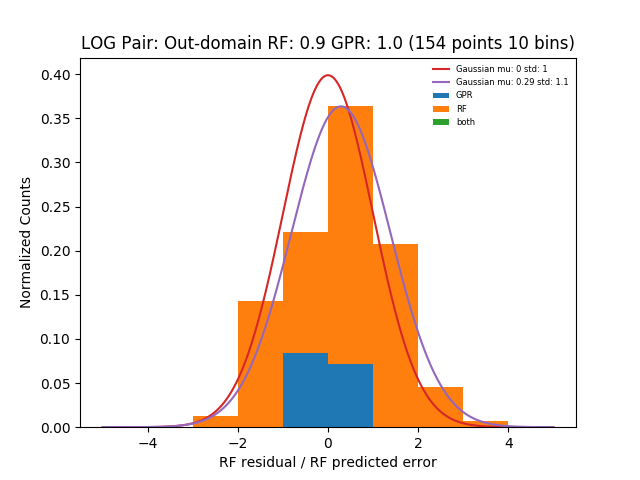 LOG Pair: Out-domain RF: 0.9 GPR: 1.0 (154 points 10 bins)
Gaussian mu: 0 std: 1
Gaussian mu: 0.29 std: 1.1
GPR
RF
both
Normalized Counts
0.40
0.35
0.30
0.25
0.20
0.15
0.10
0.05
0.00
−4 −2 0 2 4
RF residual / RF predicted error